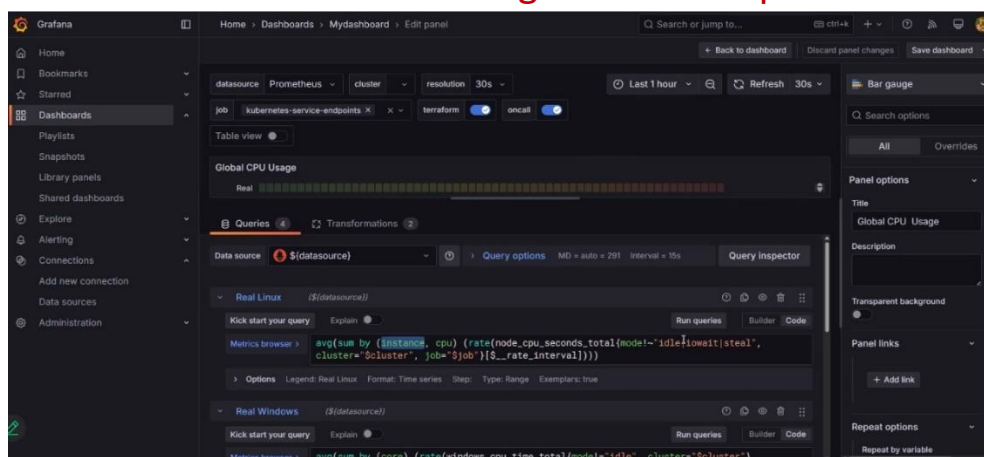 Grafana
Home › Dashboards › Mydashboard › Edit panel
Search or jump to...
ctrl+k
Home
Bookmarks
Starred
Dashboards
Playlists
Snapshots
Library panels
Shared dashboards
Explore
Alerting
Connections
Add new connection
Data sources
Administration
← Back to dashboard
Discard panel changes
Save dashboard
datasource Prometheus cluster resolution 30s
Last 1 hour Refresh 30s
job kubernetes-service-endpoints × × terraform oncall
Table view
Global CPU Usage
Real
Queries 4 Transformations 2
Data source ${datasource} › Query options MD = auto = 291 Interval = 15s Query inspector
Real Linux (${datasource})
Kick start your query Explain Run queries Builder Code
Metrics browser > avg(sum by (instance, cpu) (rate(node_cpu_seconds_total{mode!~"idle|iowait|steal",
cluster="$cluster", job="$job"}[$__rate_interval])))
› Options Legend: Real Linux Format: Time series Step: Type: Range Exemplars: true
Real Windows (${datasource})
Kick start your query Explain Run queries Builder Code
Bar gauge
Search options
All Overrides
Panel options
Title
Global CPU Usage
Description
Transparent background
Panel links
+ Add link
Repeat options
Repeat by variable